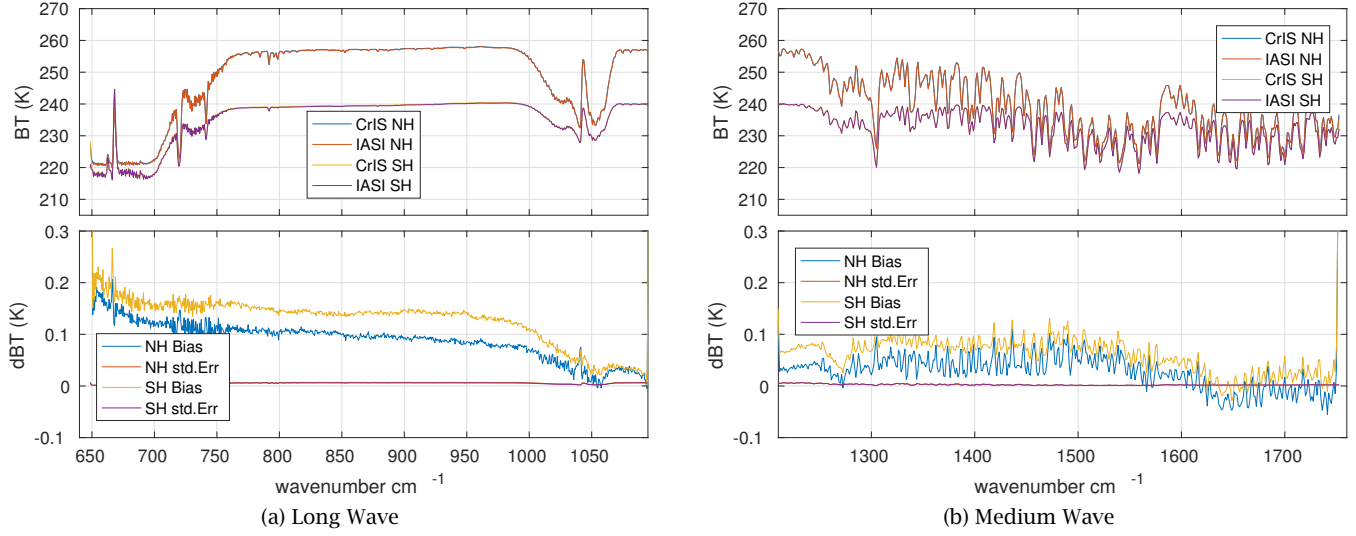 270
260
250
240
230
220
210
BT (K)
CrIS NH
IASI NH
CrIS SH
IASI SH
0.3
0.2
0.1
0
-0.1
dBT (K)
NH Bias
NH std.Err
SH Bias
SH std.Err
650 700 750 800 850 900 950 1000 1050
wavenumber cm -1
(a) Long Wave
270
260
250
240
230
220
210
BT (K)
CrIS NH
IASI NH
CrIS SH
IASI SH
0.3
0.2
0.1
0
-0.1
dBT (K)
NH Bias
NH std.Err
SH Bias
SH std.Err
1300 1400 1500 1600 1700
wavenumber cm -1
(b) Medium Wave